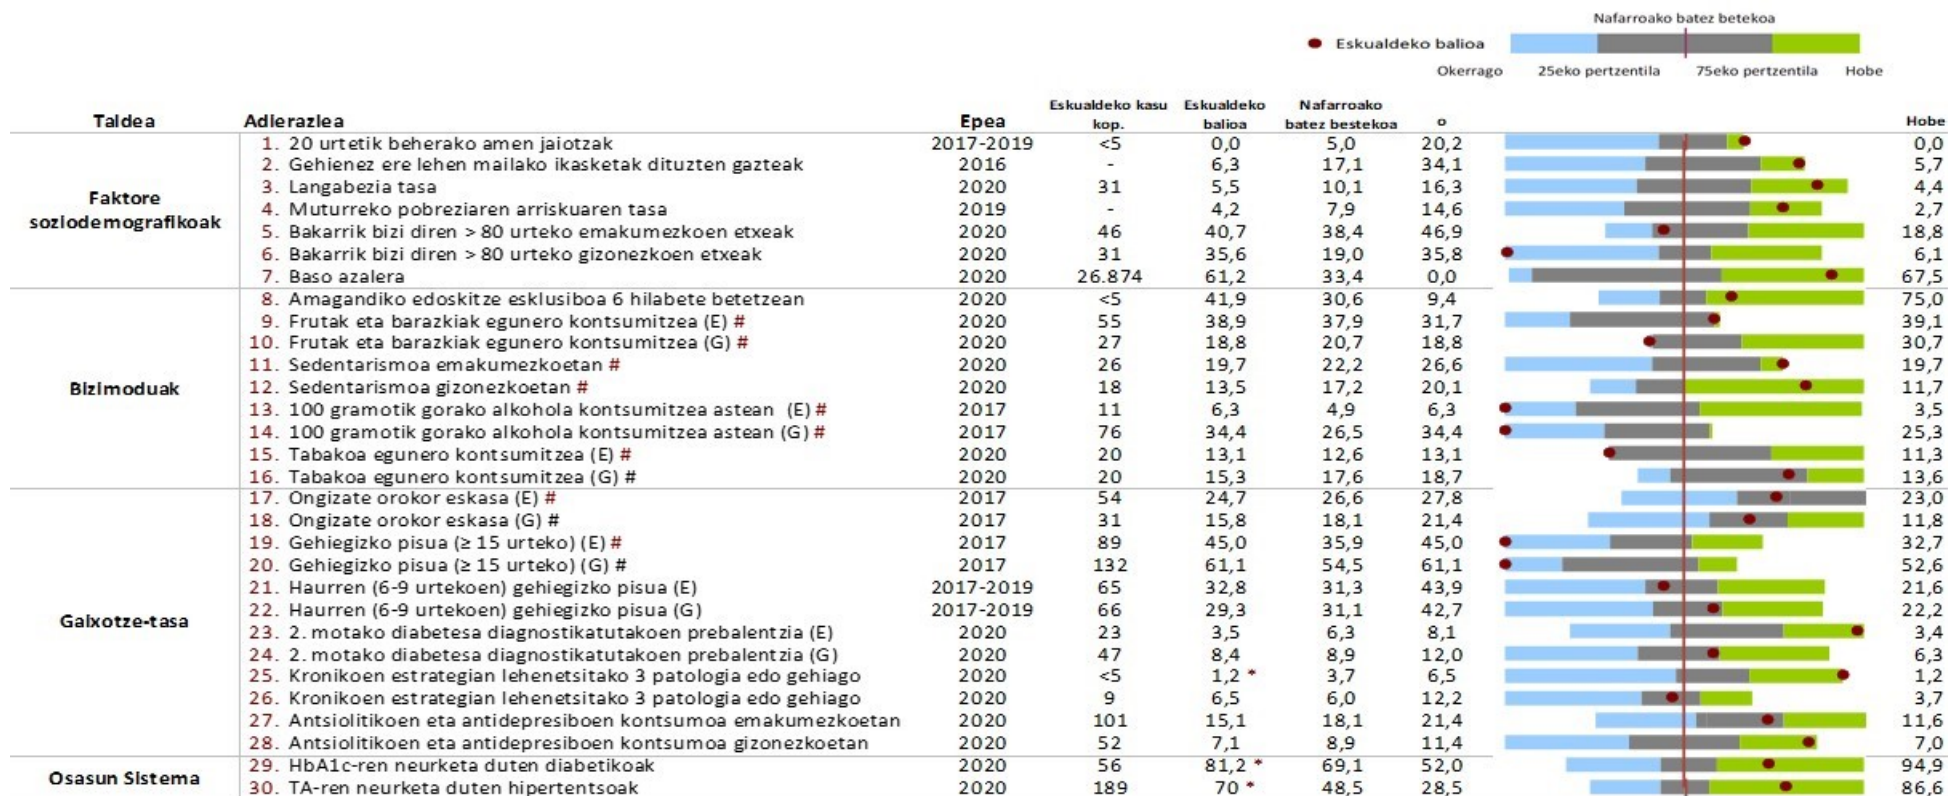 Nafarroako batez betekoa
Eskualdeko balioa
Okerrago 25eko pertzentila 75eko pertzentila Hobe
Taldea Adierazlea Epea Eskualdeko kasu kop. Eskualdeko balioa Nafarroako batez bestekoa o Hobe
Faktore soziodemografikoak
1. 20 urtetik beherako amen jaiotzak 2017-2019 <5 0,0 5,0 20,2 0,0
2. Gehienez ere lehen mailako ikasketak dituzten gazteak 2016 - 6,3 17,1 34,1 5,7
3. Langabezia tasa 2020 31 5,5 10,1 16,3 4,4
4. Muturreko pobreziaren arriskuaren tasa 2019 - 4,2 7,9 14,6 2,7
5. Bakarrik bizi diren > 80 urteko emakumezkoen etxeak 2020 46 40,7 38,4 46,9 18,8
6. Bakarrik bizi diren > 80 urteko gizonezkoen etxeak 2020 31 35,6 19,0 35,8 6,1
7. Baso azalera 2020 26.874 61,2 33,4 0,0 67,5
Bizimoduak
8. Amagandiko edoskitze esklusiboa 6 hilabete betetzean 2020 <5 41,9 30,6 9,4 75,0
9. Frutak eta barazkiak egunero kontsumitzea (E) # 2020 55 38,9 37,9 31,7 39,1
10. Frutak eta barazkiak egunero kontsumitzea (G) # 2020 27 18,8 20,7 18,8 30,7
11. Sedentarismoa emakumezkoetan # 2020 26 19,7 22,2 26,6 19,7
12. Sedentarismoa gizonezkoetan # 2020 18 13,5 17,2 20,1 11,7
13. 100 gramotik gorako alkohola kontsumitzea astean (E) # 2017 11 6,3 4,9 6,3 3,5
14. 100 gramotik gorako alkohola kontsumitzea astean (G) # 2017 76 34,4 26,5 34,4 25,3
15. Tabakoa egunero kontsumitzea (E) # 2020 20 13,1 12,6 13,1 11,3
16. Tabakoa egunero kontsumitzea (G) # 2020 20 15,3 17,6 18,7 13,6
Gaixotze-tasa
17. Ongizate orokor eskasa (E) # 2017 54 24,7 26,6 27,8 23,0
18. Ongizate orokor eskasa (G) # 2017 31 15,8 18,1 21,4 11,8
19. Gehiegizko pisua (≥ 15 urteko) (E) # 2017 89 45,0 35,9 45,0 32,7
20. Gehiegizko pisua (≥ 15 urteko) (G) # 2017 132 61,1 54,5 61,1 52,6
21. Haurren (6-9 urtekoen) gehiegizko pisua (E) 2017-2019 65 32,8 31,3 43,9 21,6
22. Haurren (6-9 urtekoen) gehiegizko pisua (G) 2017-2019 66 29,3 31,1 42,7 22,2
23. 2. motako diabetesa diagnostikatutakoen prebalentzia (E) 2020 23 3,5 6,3 8,1 3,4
24. 2. motako diabetesa diagnostikatutakoen prebalentzia (G) 2020 47 8,4 8,9 12,0 6,3
25. Kronikoen estrategian lehenetsitako 3 patologia edo gehiago 2020 <5 1,2 * 3,7 6,5 1,2
26. Kronikoen estrategian lehenetsitako 3 patologia edo gehiago 2020 9 6,5 6,0 12,2 3,7
27. Antsiolitikoen eta antidepresiboen kontsumoa emakumezkoetan 2020 101 15,1 18,1 21,4 11,6
28. Antsiolitikoen eta antidepresiboen kontsumoa gizonezkoetan 2020 52 7,1 8,9 11,4 7,0
Osasun Sistema
29. HbA1c-ren neurketa duten diabetikoak 2020 56 81,2 * 69,1 52,0 94,9
30. TA-ren neurketa duten hipertentsoak 2020 189 70 * 48,5 28,5 86,6